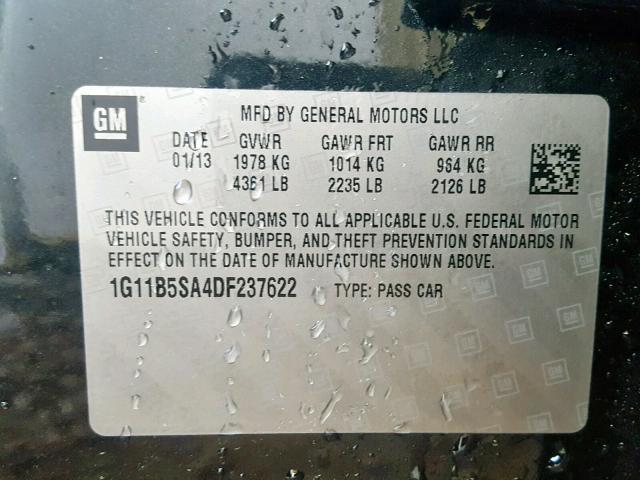 GM
MFD BY GENERAL MOTORS LLC
DATE GVWR GAWR FRT GAWR RR
01/13 1978 KG 1014 KG 964 KG
4361 LB 2235 LB 2126 LB
THIS VEHICLE CONFORMS TO ALL APPLICABLE U.S. FEDERAL MOTOR
VEHICLE SAFETY, BUMPER, AND THEFT PREVENTION STANDARDS IN
EFFECT ON THE DATE OF MANUFACTURE SHOWN ABOVE.
1G11B5SA4DF237622 TYPE: PASS CAR